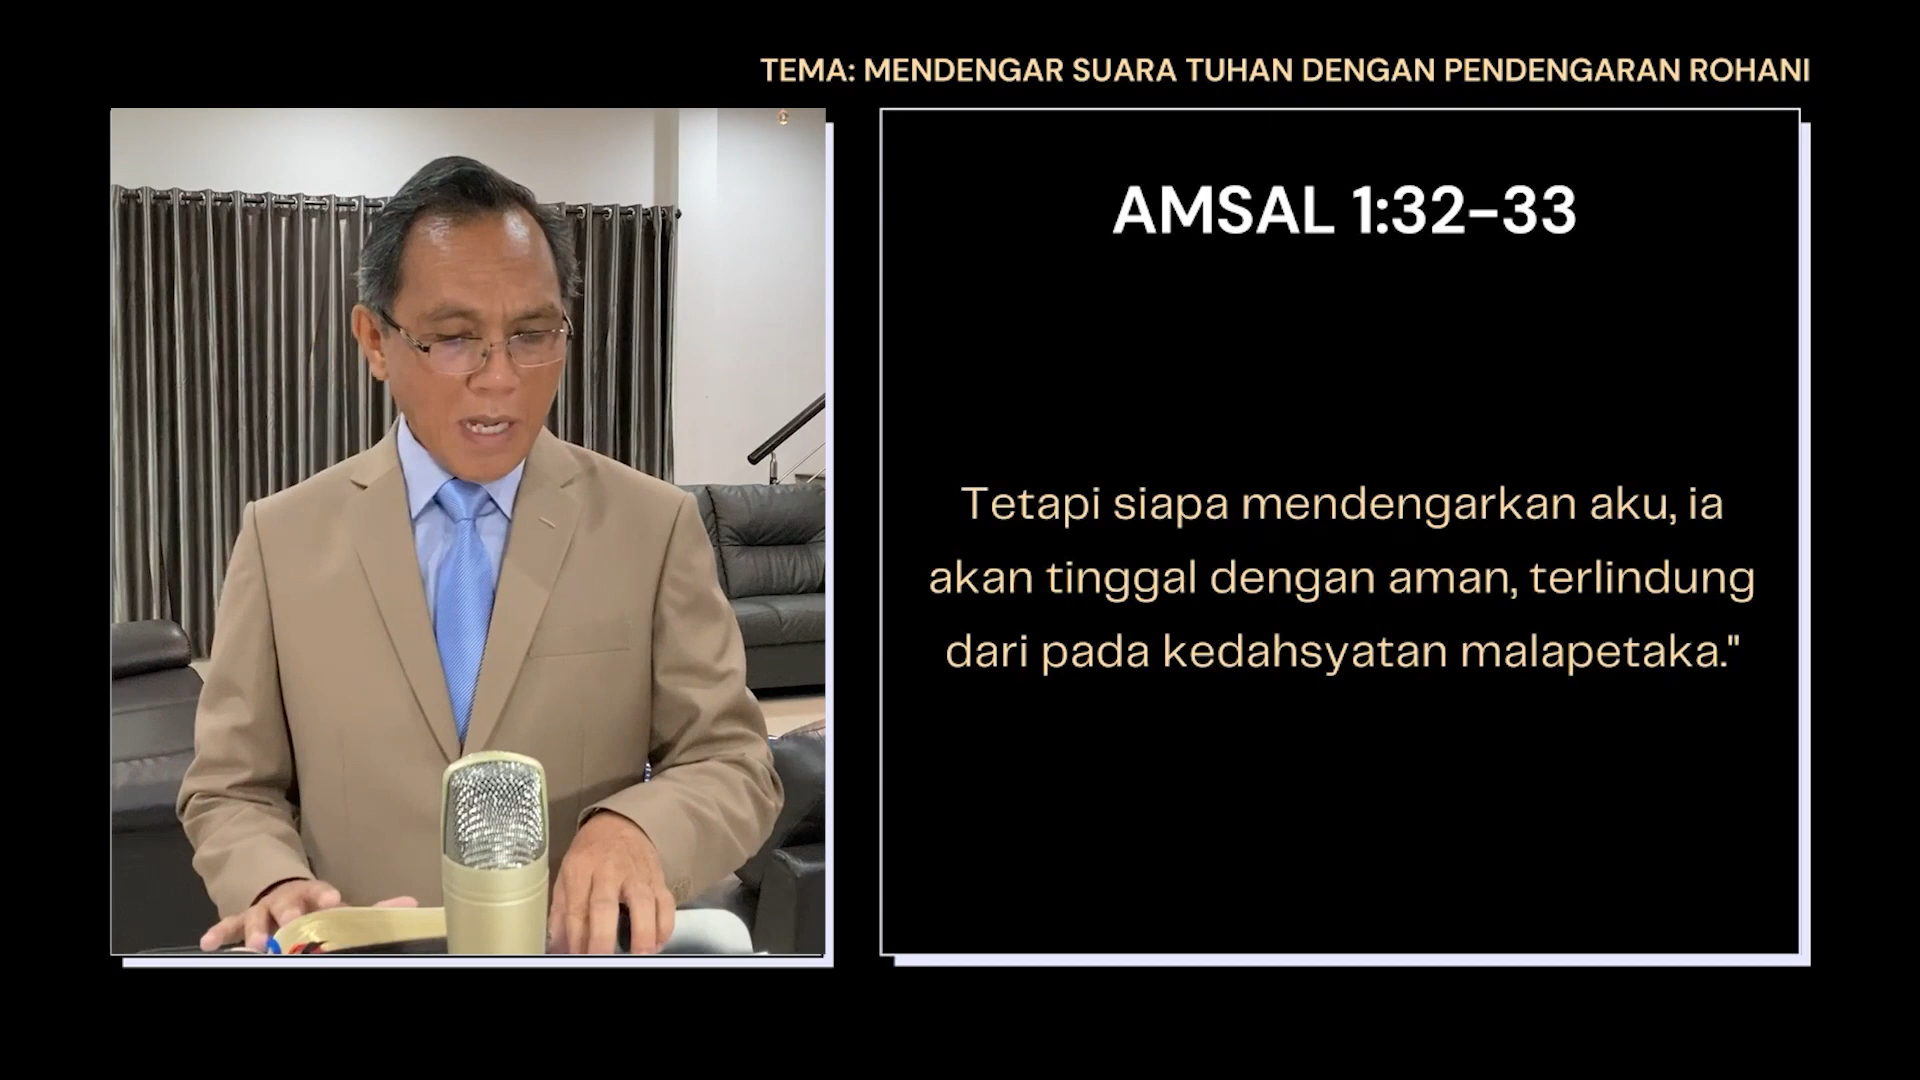 TEMA: MENDENGAR SUARA TUHAN DENGAN PENDENGARAN ROHANI
AMSAL 1:32-33
Tetapi siapa mendengarkan aku, ia
akan tinggal dengan aman, terlindung
dari pada kedahsyatan malapetaka."